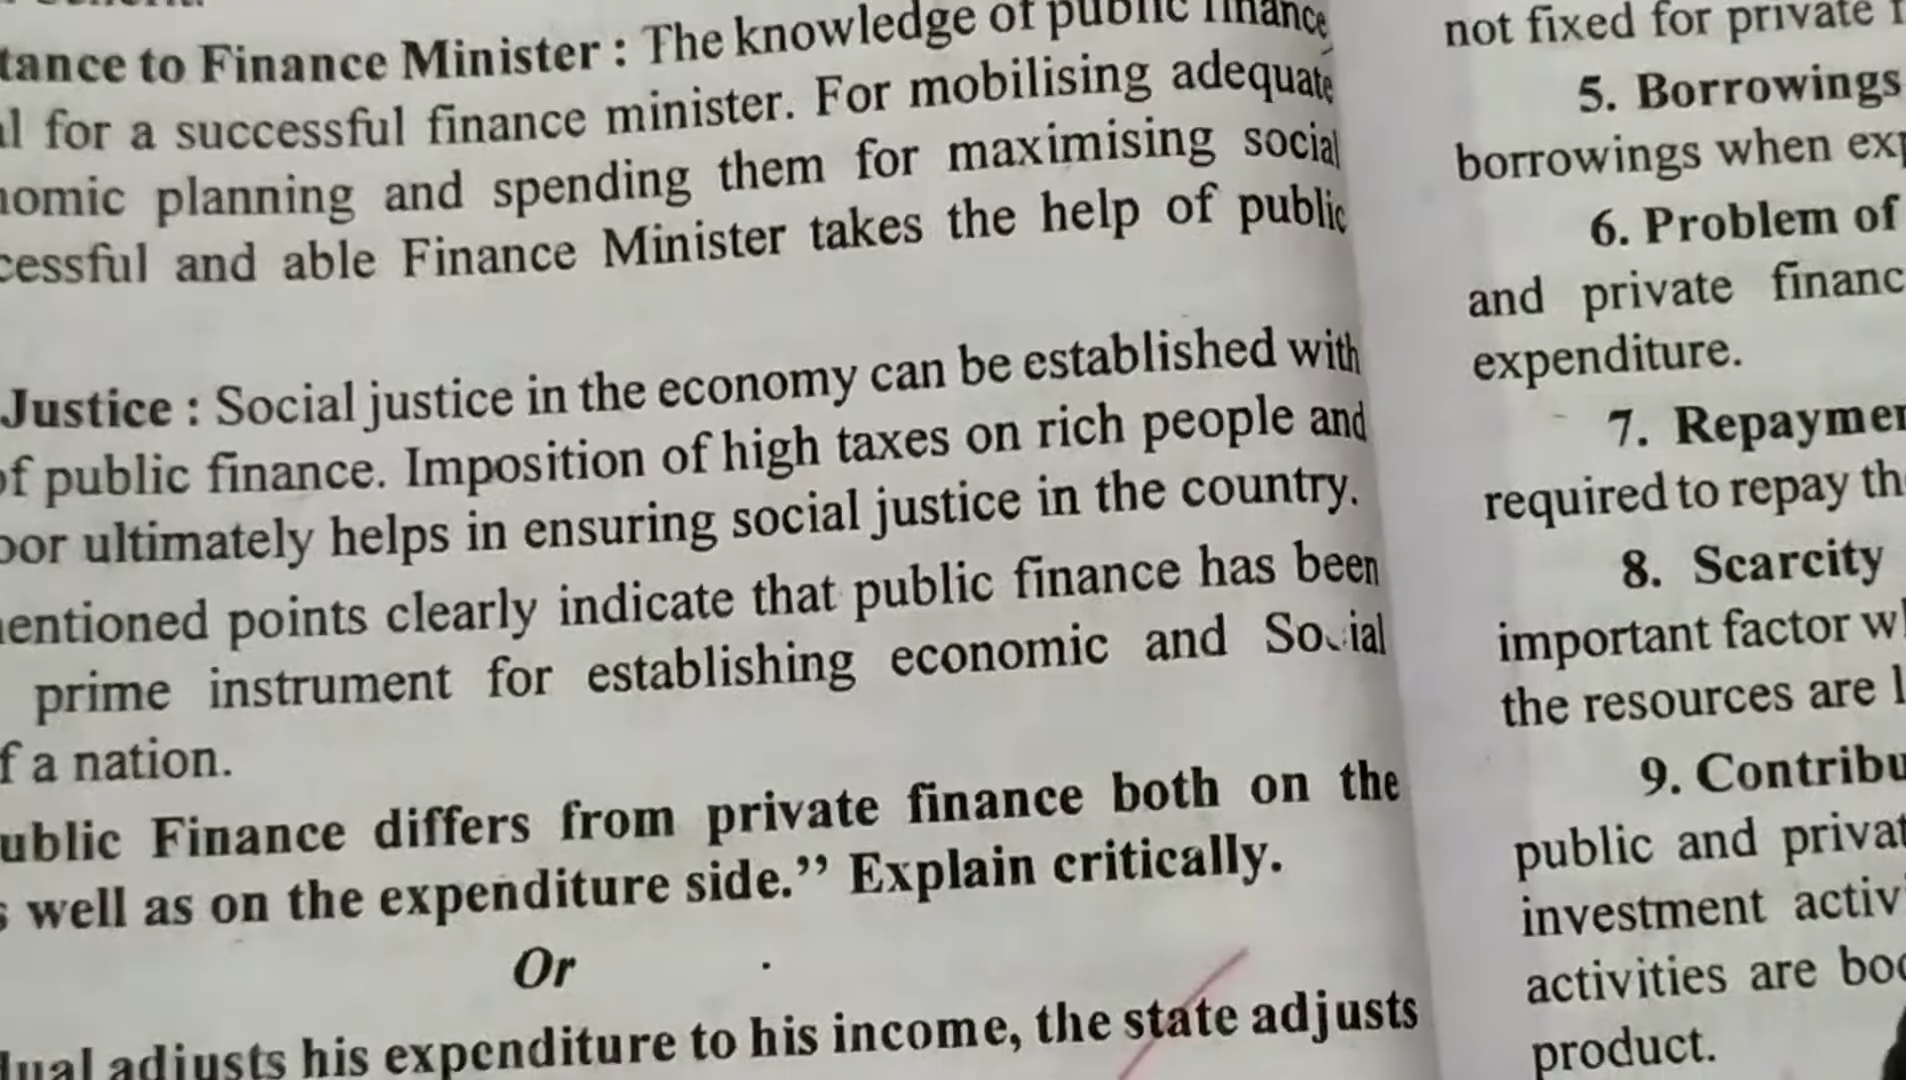 tance to Finance Minister : The knowledge of public finance
for a successful finance minister. For mobilising adequate
planning and spending them for maximising social
cessful and able Finance Minister takes the help of public
Justice : Social justice in the economy can be established with
of public finance. Imposition of high taxes on rich people and
oor ultimately helps in ensuring social justice in the country.
entioned points clearly indicate that public finance has been
prime instrument for establishing economic and Social
f a nation.
ublic Finance differs from private finance both on the
s well as on the expenditure side.” Explain critically.
Or
dual adjusts his expenditure to his income, the state adjusts
not fixed for private
5. Borrowings
borrowings when exp
6. Problem of
and private financ
expenditure.
7. Repaymen
required to repay th
8. Scarcity
important factor wh
the resources are l
9. Contribu
public and privat
investment activ
activities are boo
product.